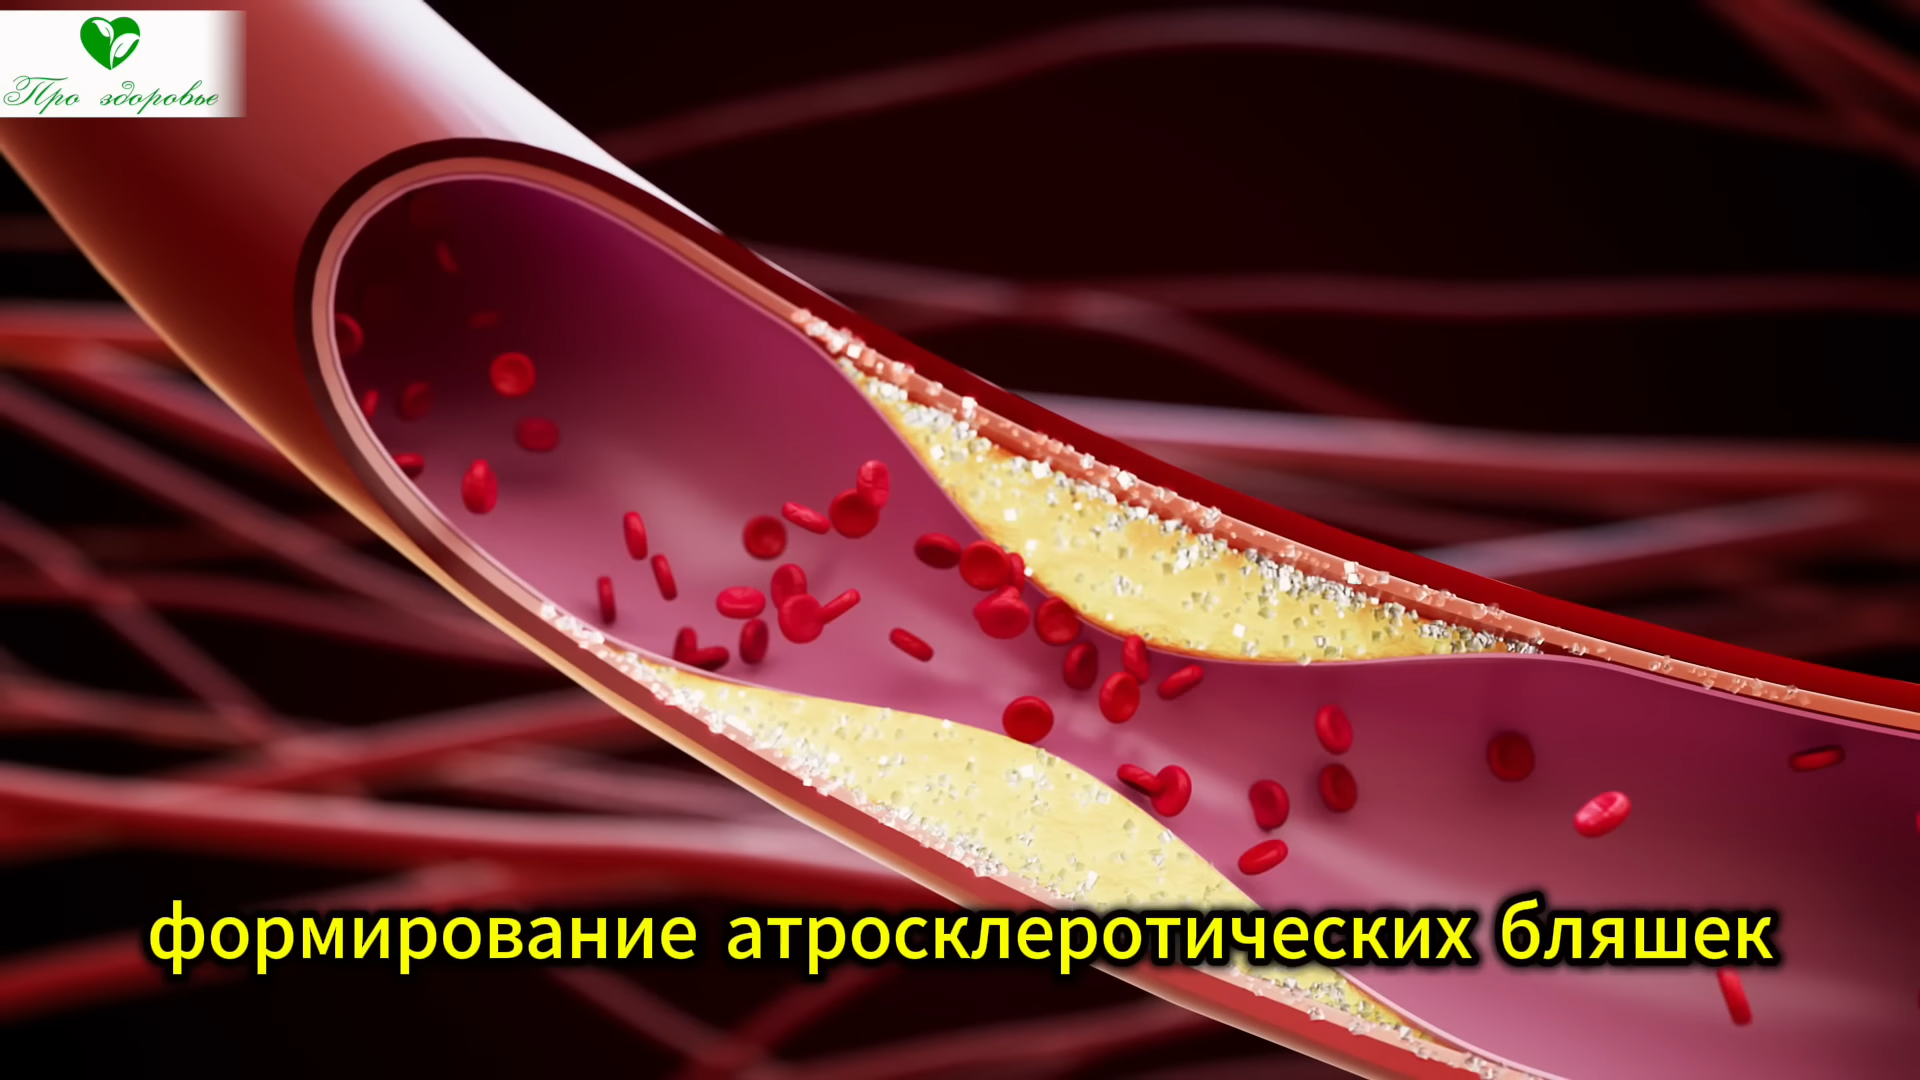 Про здоровье
формирование атросклеротических бляшек